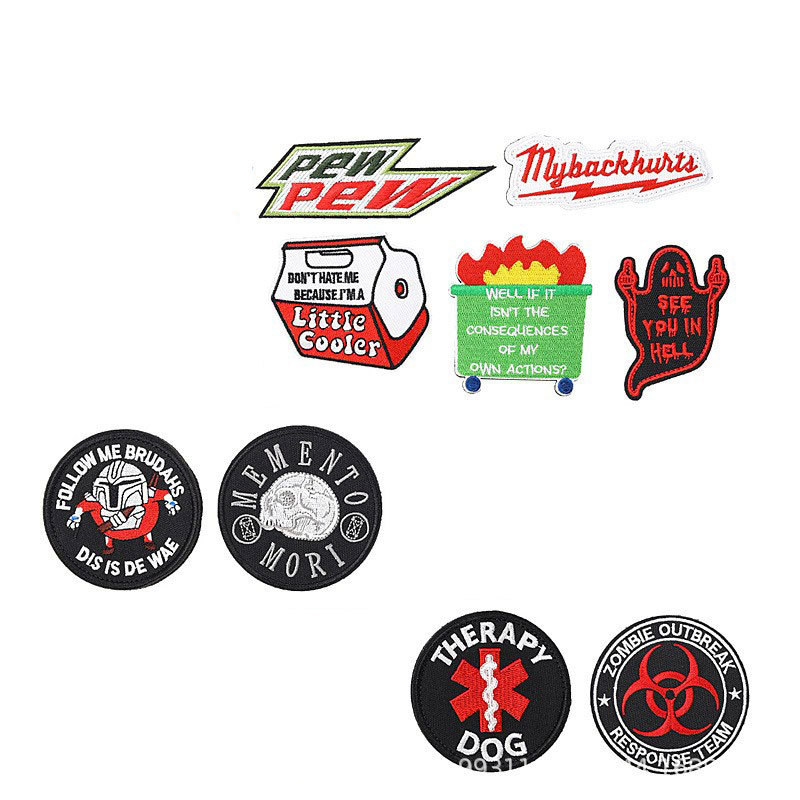 Pew
Pew
Mybackhurts
DON'T HATE ME
BECAUSE I'M A
Little
Cooler
WELL IF IT
ISN'T THE
CONSEQUENCES
OF MY
OWN ACTIONS?
SEE
YOU IN
HELL
FOLLOW ME BRUDAHS
DIS IS DE WAE
MEMENTO
MORI
THERAPY
DOG
ZOMBIE OUTBREAK
RESPONSE TEAM